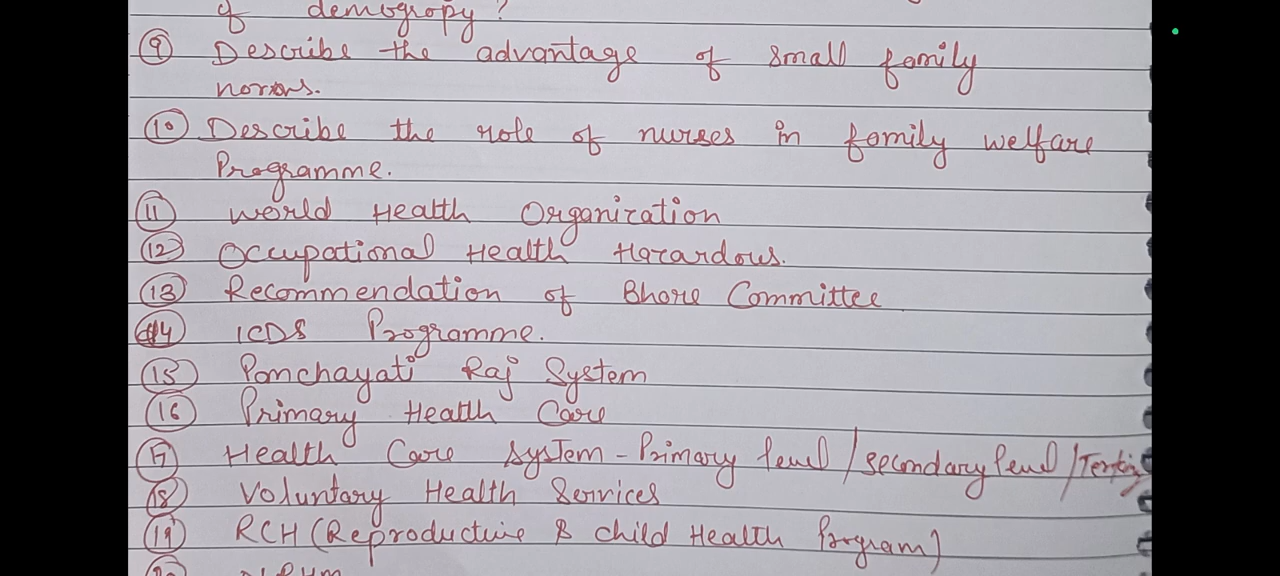 of demogropy?
⑨ Describe the advantage of small family
norms.
⑩ Describe the role of nurses in family welfare
Programme.
⑪ World Health Organization
⑫ Occupational Health Hazardous.
⑬ Recommendation of Bhore Committee
⑭ ICDS Programme.
⑮ Panchayati Raj System
⑯ Primary Health Care
⑰ Health Care System - Primary level / secondary level /
⑱ Voluntary Health Services
⑲ RCH (Reproductive & child Health Program)